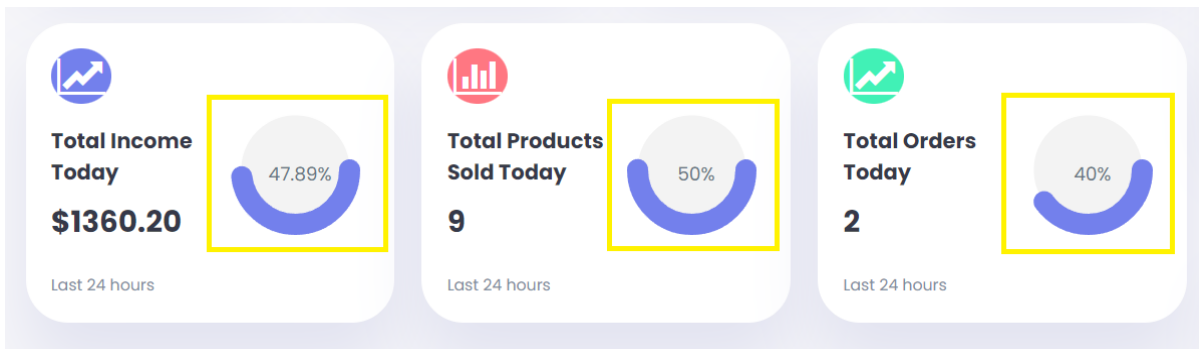 Total Income
Today
47.89%
$1360.20
Last 24 hours
Total Products
Sold Today
50%
9
Last 24 hours
Total Orders
Today
40%
2
Last 24 hours